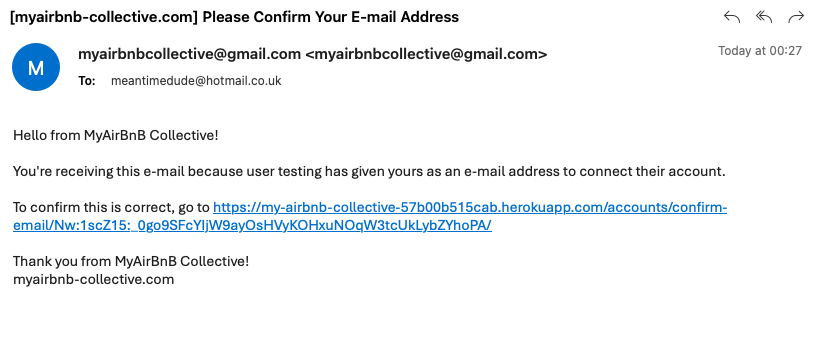 [myairbnb-collective.com] Please Confirm Your E-mail Address
M
myairbnbcollective@gmail.com <myairbnbcollective@gmail.com>
Today at 00:27
To: meantimedude@hotmail.co.uk
Hello from MyAirBnB Collective!
You're receiving this e-mail because user testing has given yours as an e-mail address to connect their account.
To confirm this is correct, go to https://my-airbnb-collective-57b00b515cab.herokuapp.com/accounts/confirm-
email/Nw:1scZ15:_0go9SFcYljW9ayOsHVyKOHxuNOqW3tcUkLybZYhoPA/
Thank you from MyAirBnB Collective!
myairbnb-collective.com